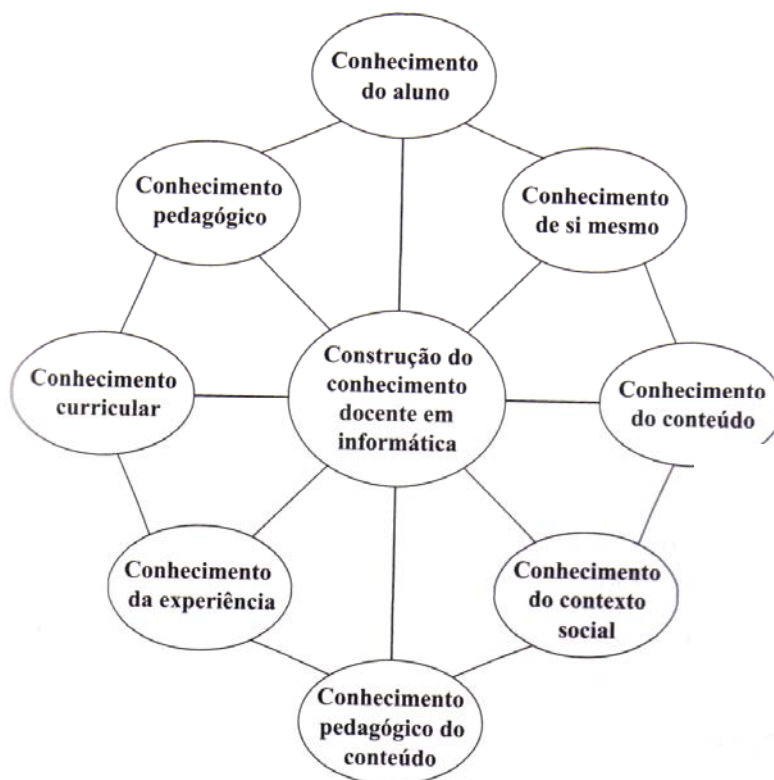 Conhecimento
do aluno
Conhecimento
pedagógico
Conhecimento
de si mesmo
Construção do
conhecimento
docente em
informática
Conhecimento
curricular
Conhecimento
do conteúdo
Conhecimento
da experiência
Conhecimento
do contexto
social
Conhecimento
pedagógico do
conteúdo